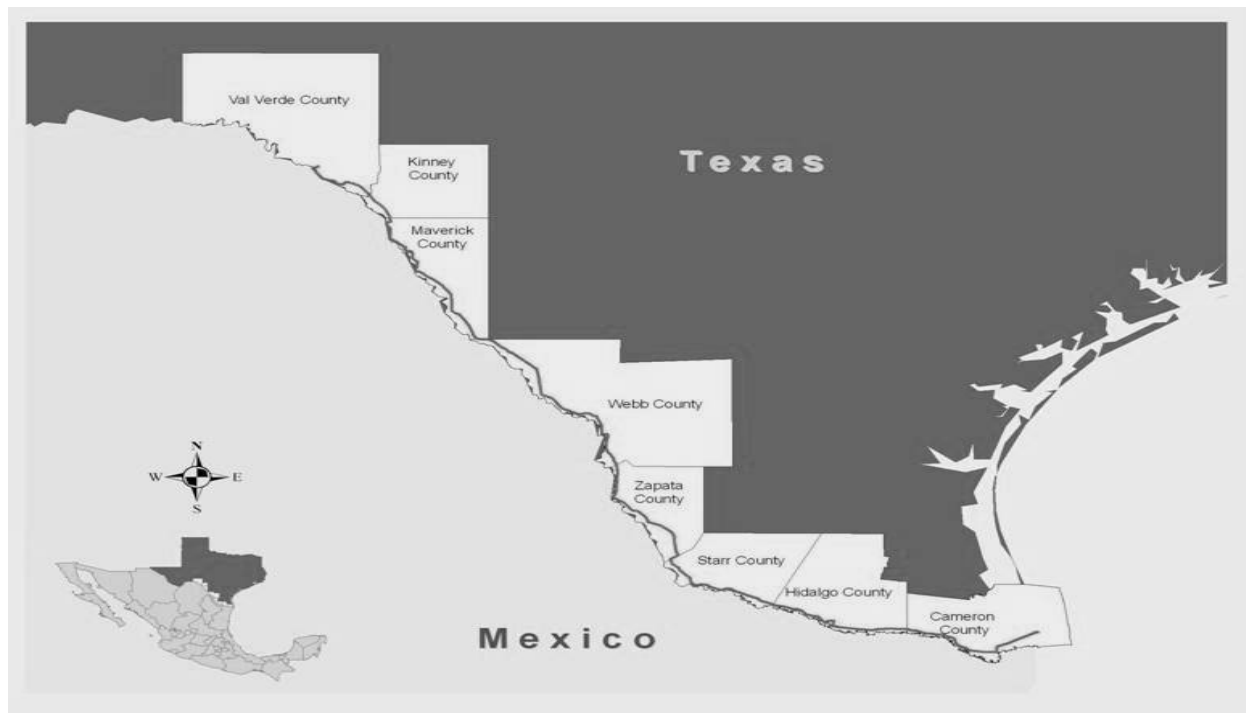 Val Verde County
Kinney
County
Texas
Maverick
County
Webb County
N
W
E
S
Zapata
County
Starr County
Hidalgo County
Cameron
County
Mexico